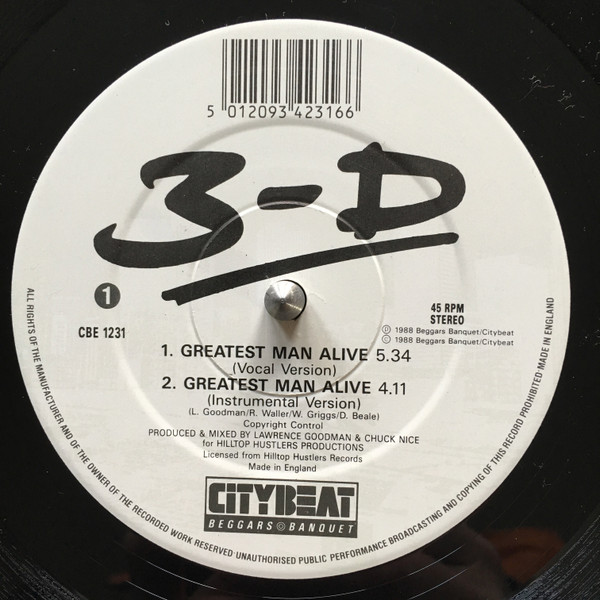 5 012093 423166
3-D
1
CBE 1231
45 RPM
STEREO
Ⓟ 1988 Beggars Banquet/Citybeat
© 1988 Beggars Banquet/Citybeat
1. GREATEST MAN ALIVE 5.34
(Vocal Version)
2. GREATEST MAN ALIVE 4.11
(Instrumental Version)
(L. Goodman/R. Waller/W. Griggs/D. Beale)
Copyright Control
PRODUCED & MIXED BY LAWRENCE GOODMAN & CHUCK NICE
for HILLTOP HUSTLERS PRODUCTIONS
Licensed from Hilltop Hustlers Records
Made in England
CITYBEAT
BEGGARS BANQUET
ALL RIGHTS OF THE MANUFACTURER AND OF THE OWNER OF THE RECORDED WORK RESERVED·UNAUTHORISED PUBLIC PERFORMANCE BROADCASTING AND COPYING OF THIS RECORD PROHIBITED·MADE IN ENGLAND